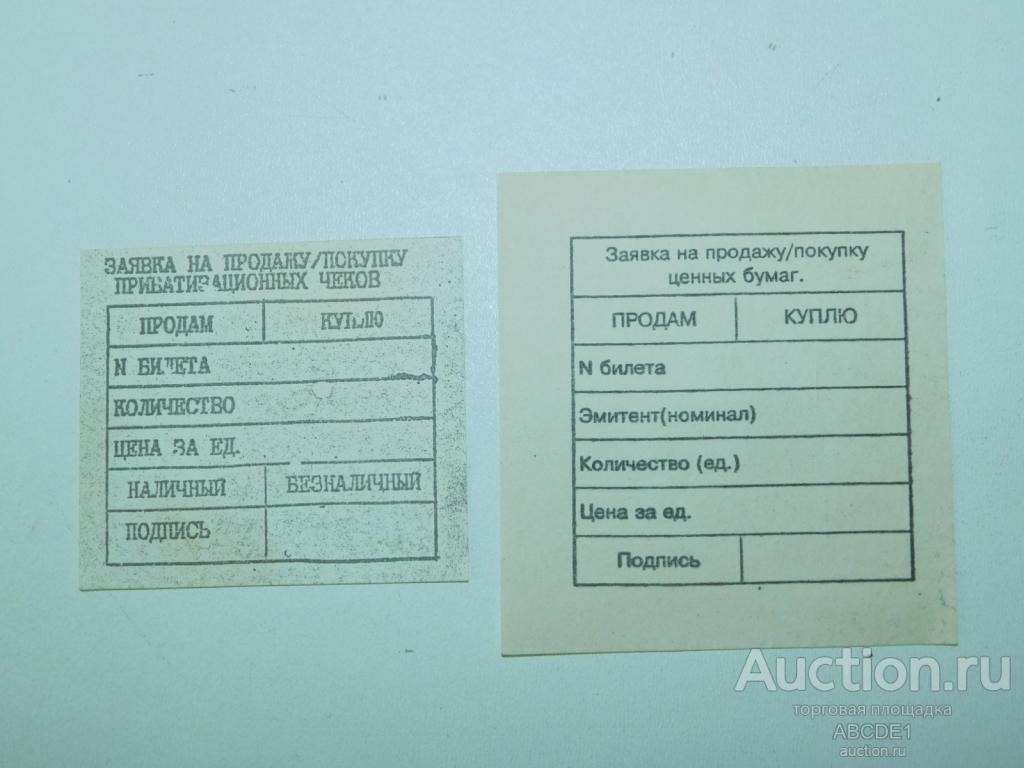 ЗАЯВКА НА ПРОДАЖУ/ПОКУПКУ
ПРИВАТИЗАЦИОННЫХ ЧЕКОВ
ПРОДАМ КУПЛЮ
N БИЛЕТА
КОЛИЧЕСТВО
ЦЕНА ЗА ЕД.
НАЛИЧНЫЙ БЕЗНАЛИЧНЫЙ
ПОДПИСЬ
Заявка на продажу/покупку
ценных бумаг.
ПРОДАМ КУПЛЮ
N билета
Эмитент(номинал)
Количество (ед.)
Цена за ед.
Подпись
Auction.ru
торговая площадка
ABCDE1
auction.ru